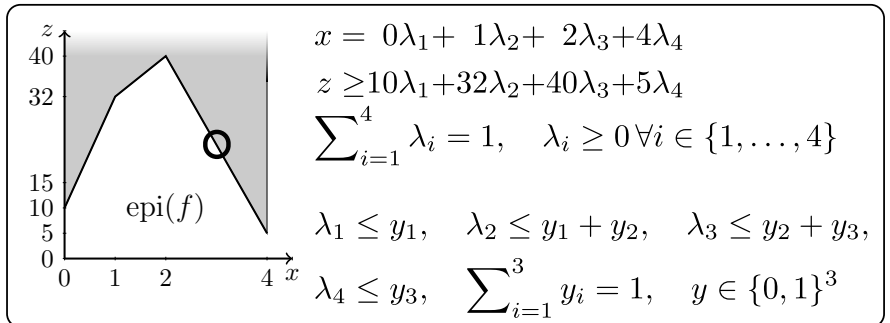 z
40
32
15
10
5
0
0 1 2 4 x
epi(f)
x = 0λ₁+ 1λ₂+ 2λ₃+4λ₄
z ≥10λ₁+32λ₂+40λ₃+5λ₄
∑⁴ᵢ₌₁ λᵢ = 1, λᵢ ≥ 0 ∀i ∈ {1, . . . , 4}
λ₁ ≤ y₁, λ₂ ≤ y₁ + y₂, λ₃ ≤ y₂ + y₃,
λ₄ ≤ y₃, ∑³ᵢ₌₁ yᵢ = 1, y ∈ {0, 1}³